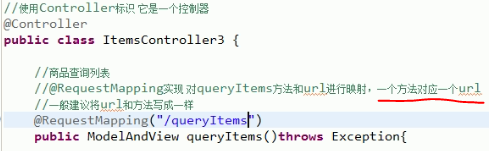 //使用Controller标识 它是一个控制器
@Controller
public class ItemsController3 {
//商品查询列表
//@RequestMapping实现 对queryItems方法和url进行映射，一个方法对应一个url
//一般建议将url和方法写成一样
@RequestMapping("/queryItems")
public ModelAndView queryItems()throws Exception{